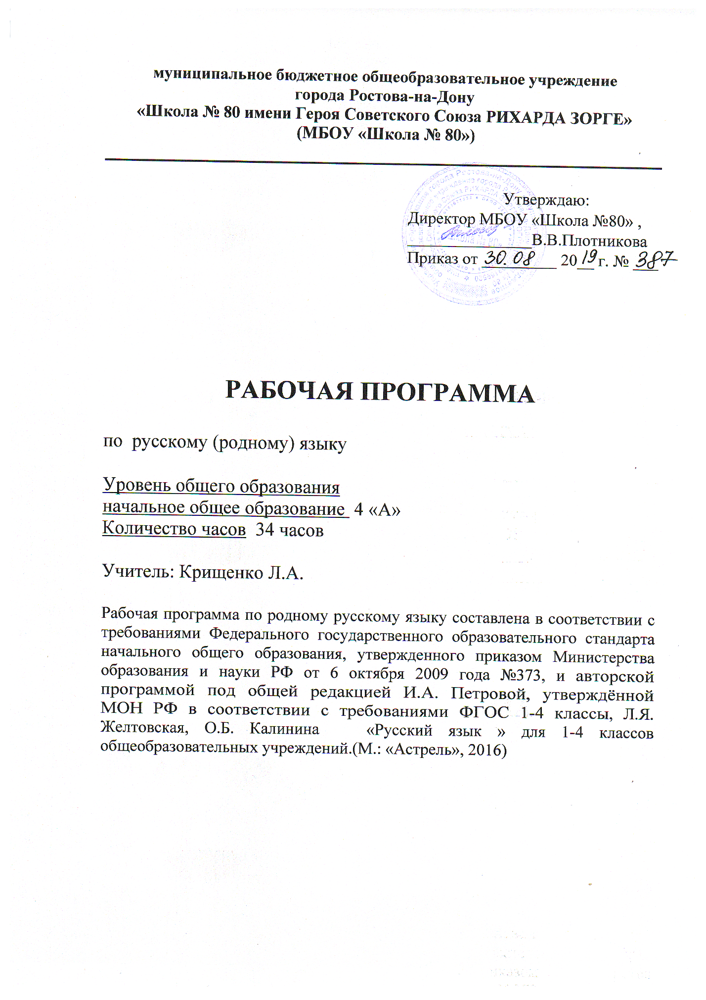 муниципальное бюджетное общеобразовательное учреждение
города Ростова-на-Дону
«Школа № 80 имени Героя Советского Союза РИХАРДА ЗОРГЕ»
(МБОУ «Школа № 80»)
Утверждаю:
Директор МБОУ «Школа №80» ,
_______________В.В.Плотникова
Приказ от 30.08 2019 г. № 387
РАБОЧАЯ ПРОГРАММА
по русскому (родному) языку
Уровень общего образования
начальное общее образование 4 «А»
Количество часов 34 часов
Учитель: Крищенко Л.А.
Рабочая программа по родному русскому языку составлена в соответствии с
требованиями Федерального государственного образовательного стандарта
начального общего образования, утвержденного приказом Министерства
образования и науки РФ от 6 октября 2009 года №373, и авторской
программой под общей редакцией И.А. Петровой, утверждённой
МОН РФ в соответствии с требованиями ФГОС 1-4 классы, Л.Я.
Желтовская, О.Б. Калинина «Русский язык » для 1-4 классов
общеобразовательных учреждений.(М.: «Астрель», 2016)